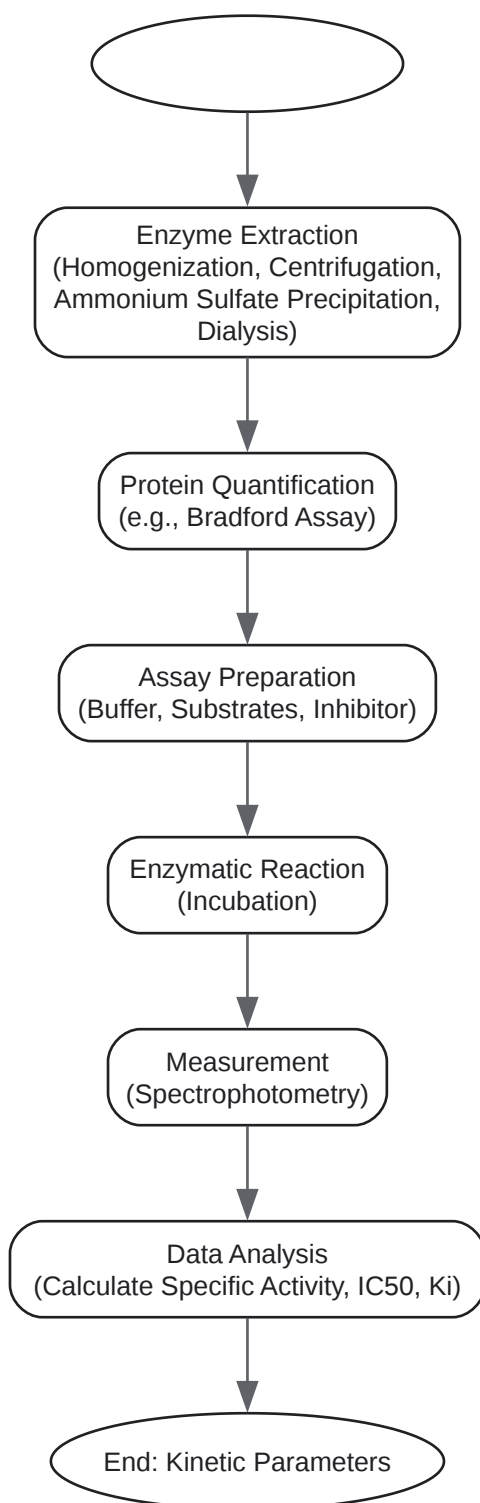 Enzyme Extraction
(Homogenization, Centrifugation,
Ammonium Sulfate Precipitation,
Dialysis)
Protein Quantification
(e.g., Bradford Assay)
Assay Preparation
(Buffer, Substrates, Inhibitor)
Enzymatic Reaction
(Incubation)
Measurement
(Spectrophotometry)
Data Analysis
(Calculate Specific Activity, IC50, Ki)
End: Kinetic Parameters